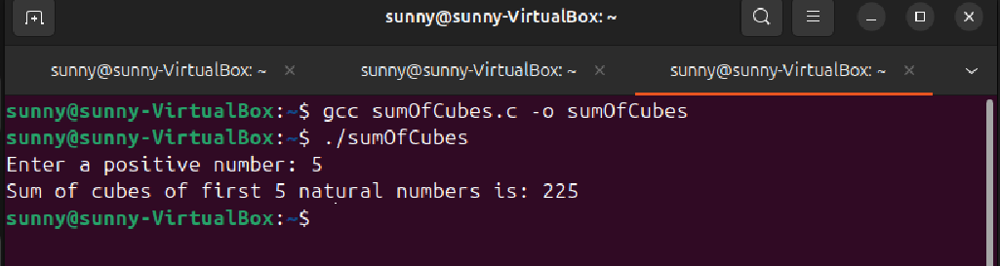 sunny@sunny-VirtualBox: ~
sunny@sunny-VirtualBox: ~ sunny@sunny-VirtualBox: ~ sunny@sunny-VirtualBox: ~
sunny@sunny-VirtualBox:~$ gcc sumOfCubes.c -o sumOfCubes
sunny@sunny-VirtualBox:~$ ./sumOfCubes
Enter a positive number: 5
Sum of cubes of first 5 natural numbers is: 225
sunny@sunny-VirtualBox:~$